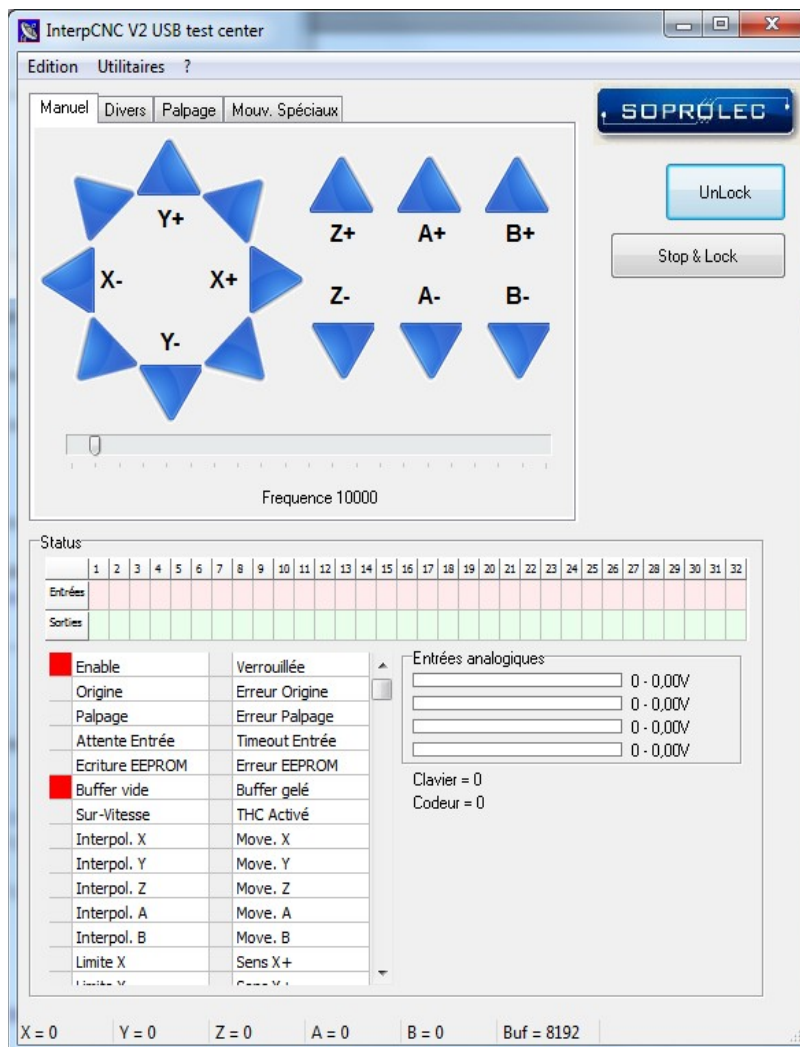 InterpCNC V2 USB test center
Edition Utilitaires ?
Manuel Divers Palpage Mouv. Spéciaux
SOPROLEC
UnLock
Stop & Lock
Y+
X- X+
Y-
Z+ A+ B+
Z- A- B-
Frequence 10000
Status
1 2 3 4 5 6 7 8 9 10 11 12 13 14 15 16 17 18 19 20 21 22 23 24 25 26 27 28 29 30 31 32
Entrées
Sorties
Enable Verrouillée
Origine Erreur Origine
Palpage Erreur Palpage
Attente Entrée Timeout Entrée
Ecriture EEPROM Erreur EEPROM
Buffer vide Buffer gelé
Sur-Vitesse THC Activé
Interpol. X Move. X
Interpol. Y Move. Y
Interpol. Z Move. Z
Interpol. A Move. A
Interpol. B Move. B
Limite X Sens X+
Entrées analogiques
0 - 0,00V
0 - 0,00V
0 - 0,00V
0 - 0,00V
Clavier = 0
Codeur = 0
X = 0 Y = 0 Z = 0 A = 0 B = 0 Buf = 8192